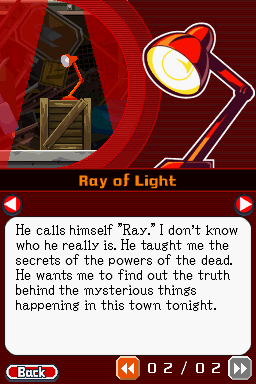 Ray of Light
He calls himself "Ray." I don't know
who he really is. He taught me the
secrets of the powers of the dead.
He wants me to find out the truth
behind the mysterious things
happening in this town tonight.
Back
02/02